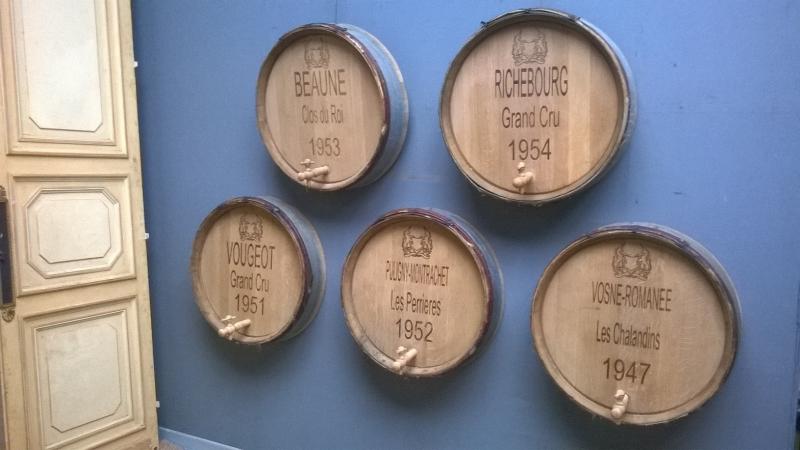 BEAUNE
Clos du Roi
1953
RICHEBOURG
Grand Cru
1954
VOUGEOT
Grand Cru
1951
PULIGNY-MONTRACHET
Les Perrières
1952
VOSNE-ROMANEE
Les Chalandins
1947